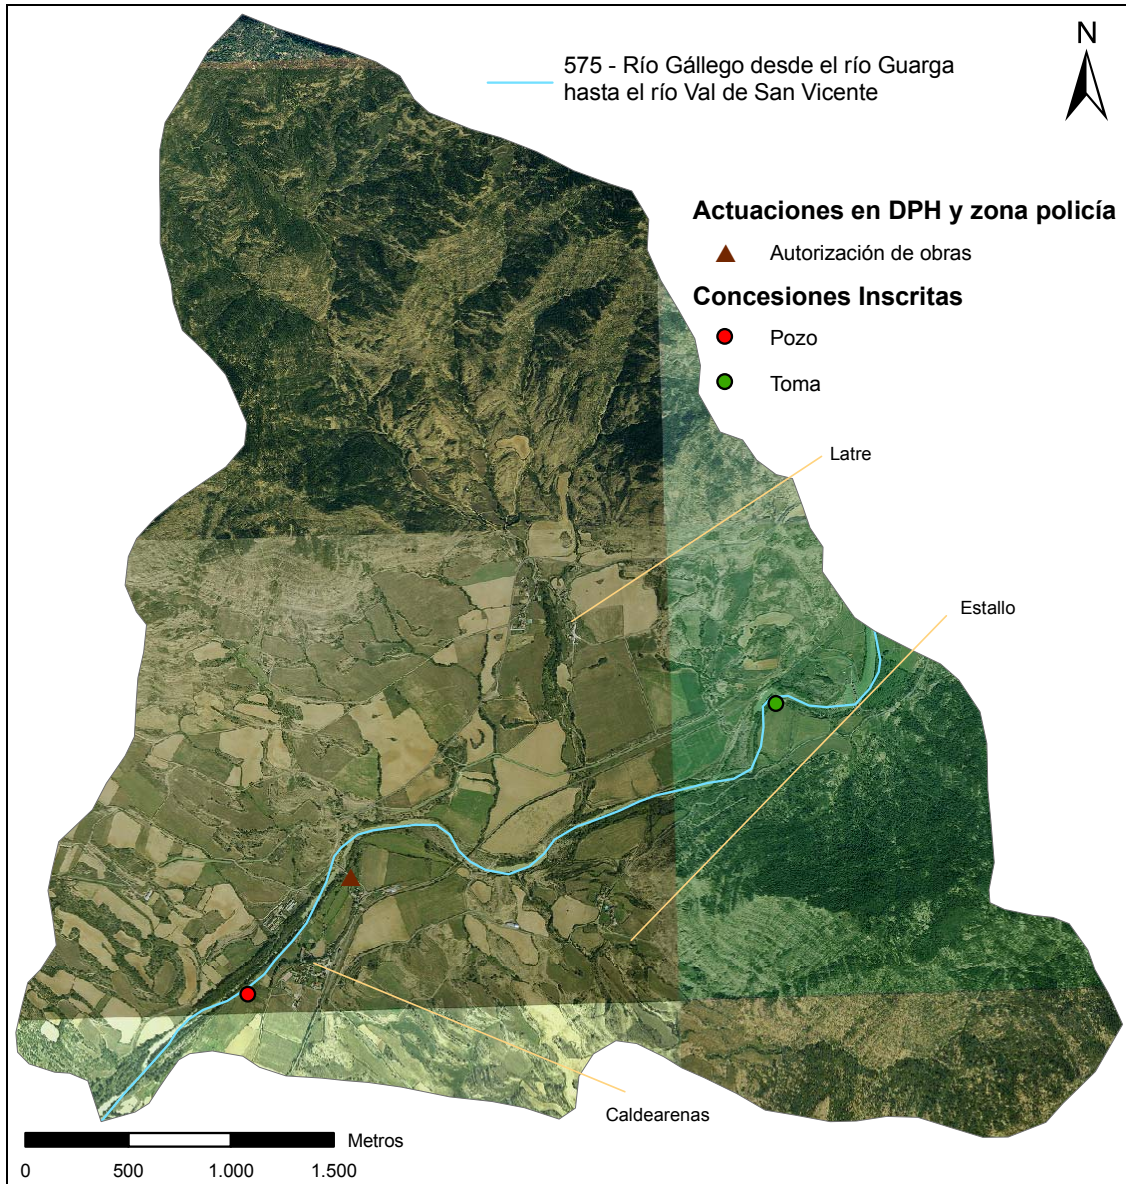 575 - Río Gállego desde el río Guarga
hasta el río Val de San Vicente
N
Actuaciones en DPH y zona policía
Autorización de obras
Concesiones Inscritas
Pozo
Toma
Latre
Estallo
Caldearenas
Metros
0 500 1.000 1.500